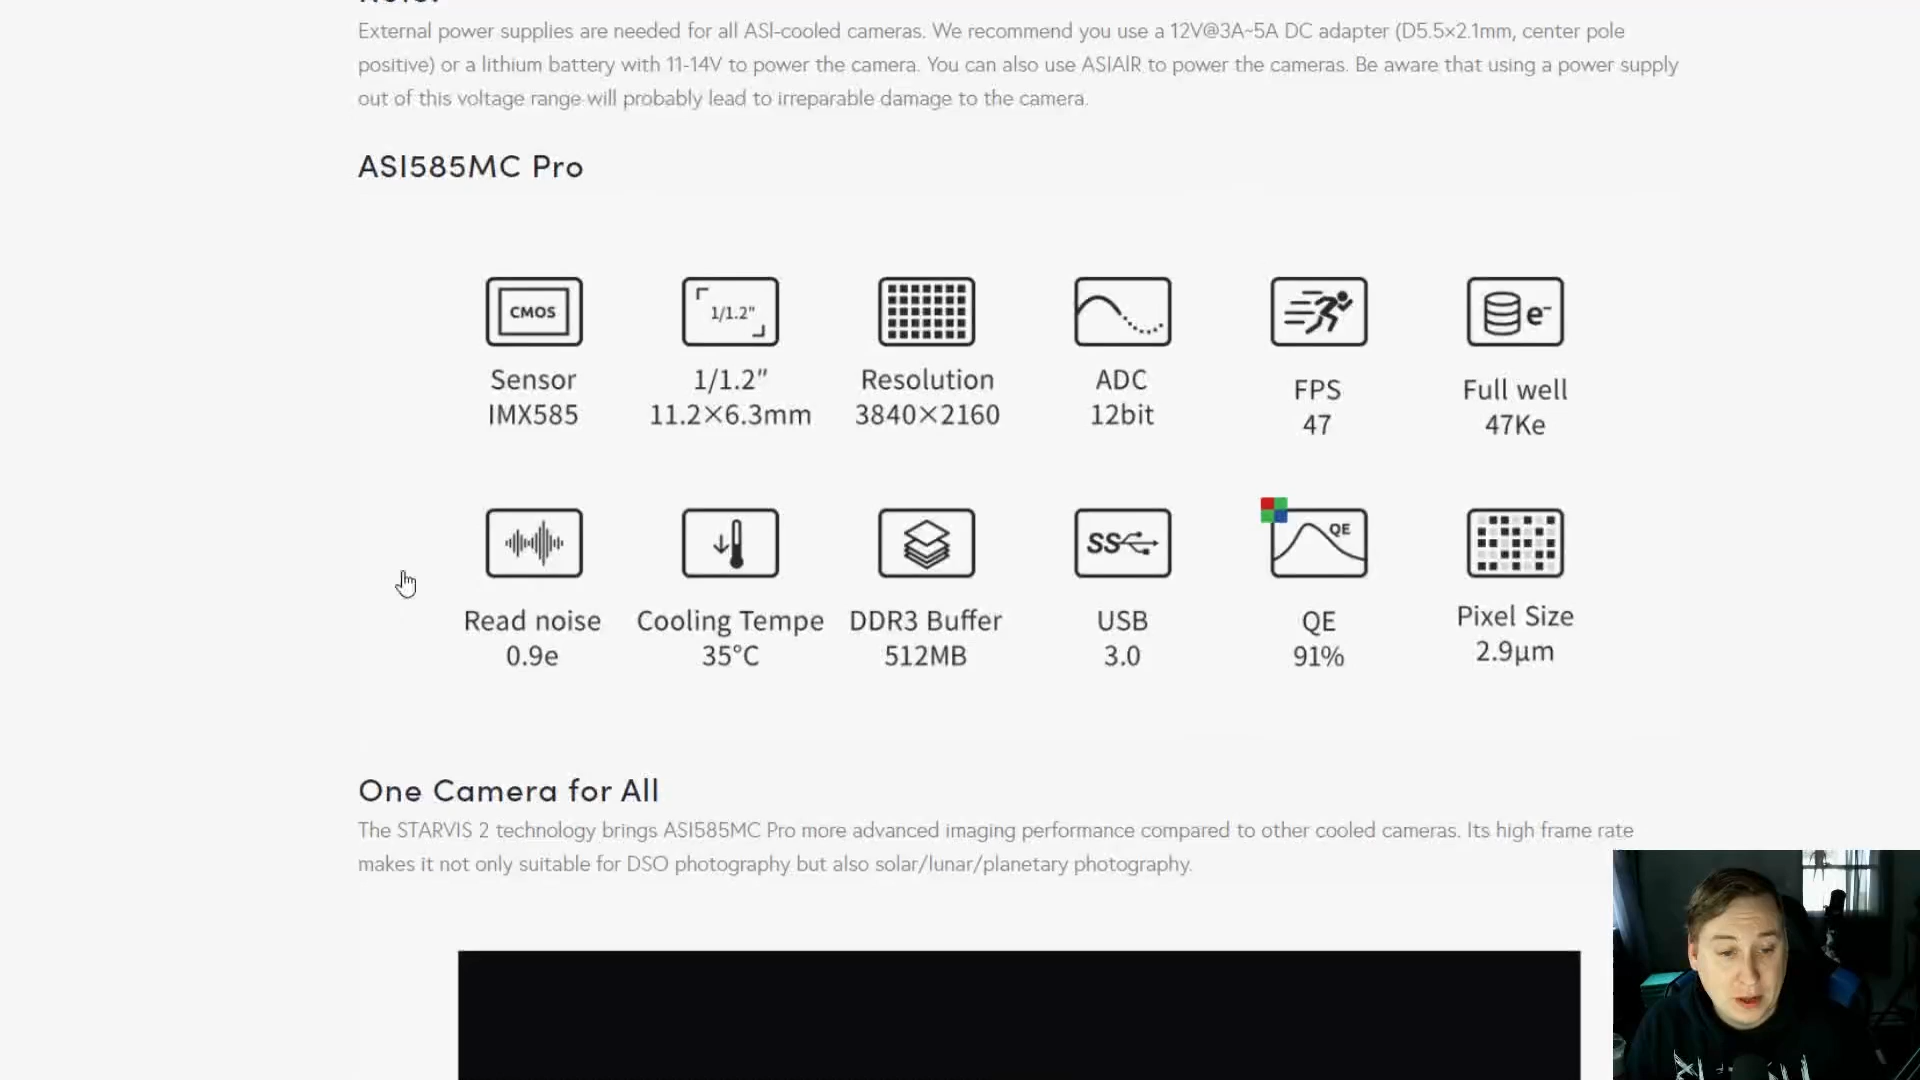 External power supplies are needed for all ASI-cooled cameras. We recommend you use a 12V@3A~5A DC adapter (D5.5×2.1mm, center pole
positive) or a lithium battery with 11-14V to power the camera. You can also use ASIAIR to power the cameras. Be aware that using a power supply
out of this voltage range will probably lead to irreparable damage to the camera.
ASI585MC Pro
CMOS
1/1.2"
e-
Sensor
IMX585
1/1.2"
11.2×6.3mm
Resolution
3840×2160
ADC
12bit
FPS
47
Full well
47Ke
SS
QE
Read noise
0.9e
Cooling Tempe
35°C
DDR3 Buffer
512MB
USB
3.0
QE
91%
Pixel Size
2.9μm
One Camera for All
The STARVIS 2 technology brings ASI585MC Pro more advanced imaging performance compared to other cooled cameras. Its high frame rate
makes it not only suitable for DSO photography but also solar/lunar/planetary photography.